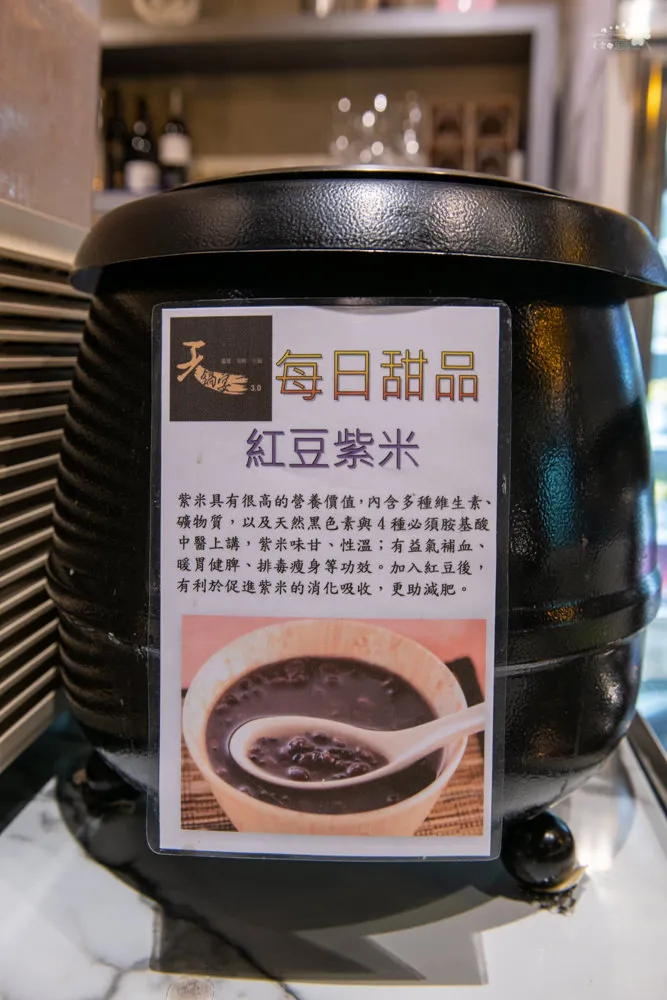 天鍋宴
3.0
每日甜品
紅豆紫米
紫米具有很高的營養價值，內含多種維生素、
礦物質，以及天然黑色素與4種必須胺基酸
中醫上講，紫米味甘、性溫；有益氣補血、
暖胃健脾、排毒瘦身等功效。加入紅豆後，
有利於促進紫米的消化吸收，更助減肥。